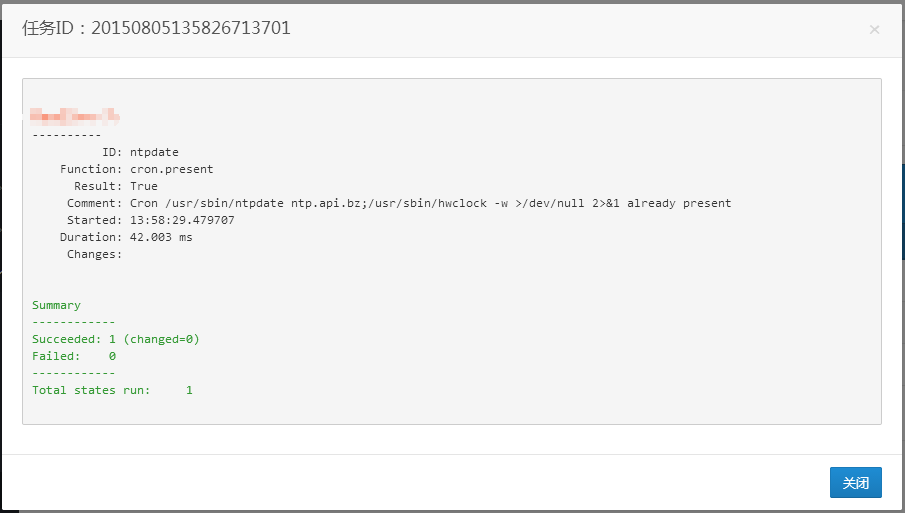 任务ID：20150805135826713701
×
----------
ID: ntpdate
Function: cron.present
Result: True
Comment: Cron /usr/sbin/ntpdate ntp.api.bz;/usr/sbin/hwclock -w >/dev/null 2>&1 already present
Started: 13:58:29.479707
Duration: 42.003 ms
Changes:
Summary
------------
Succeeded: 1 (changed=0)
Failed:    0
------------
Total states run:     1
关闭